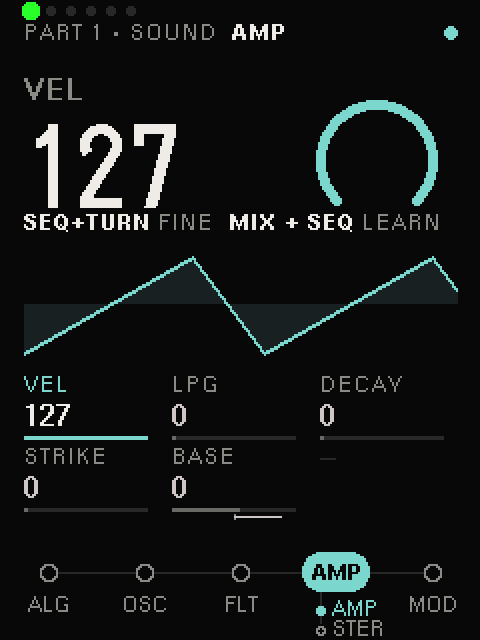 PART 1 · SOUND AMP
VEL
127
SEQ+TURN FINE MIX + SEQ LEARN
VEL LPG DECAY
127 0 0
STRIKE BASE —
0 0
ALG OSC FLT AMP MOD
AMP
STER